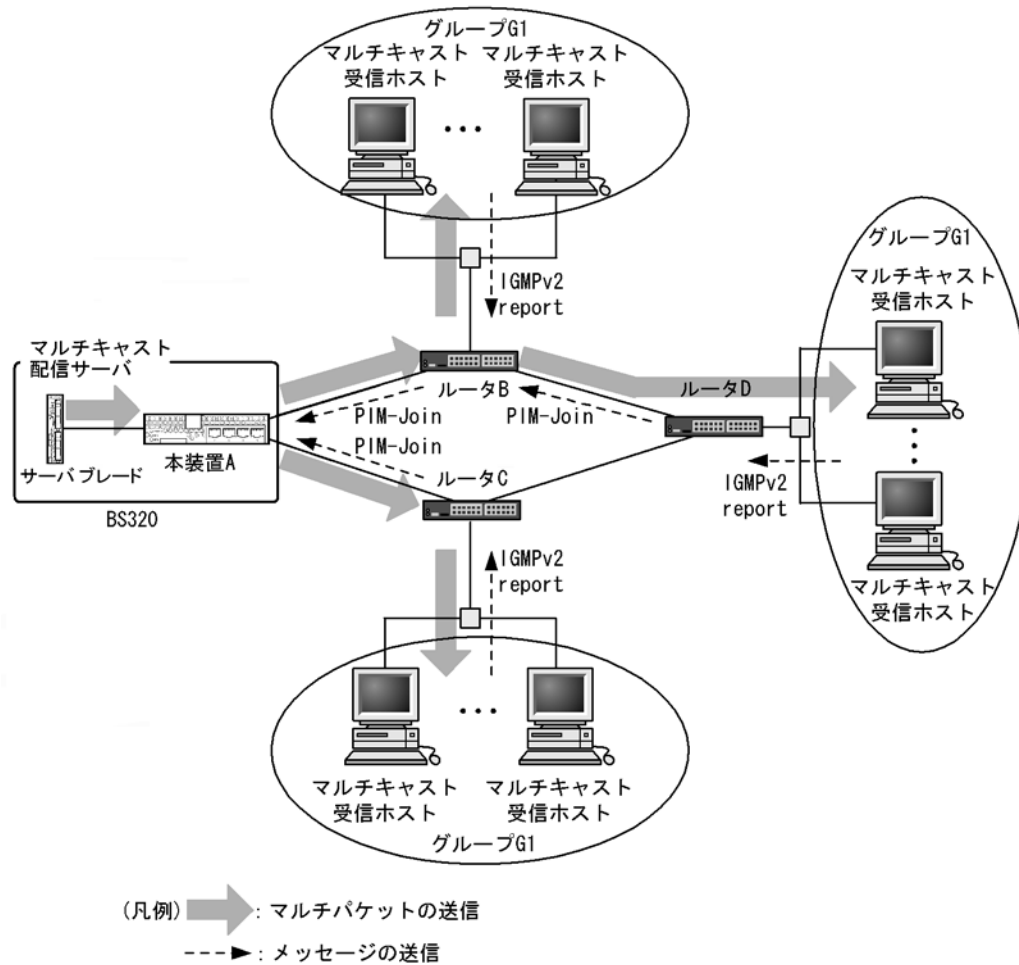 グループG1
マルチキャスト マルチキャスト
受信ホスト 受信ホスト
•••
IGMPv2
report
グループG1
マルチキャスト
受信ホスト
マルチキャスト
配信サーバ
ルータB
ルータD
PIM-Join
PIM-Join
PIM-Join
本装置A
サーバブレード
ルータC
BS320
IGMPv2
report
マルチキャスト
受信ホスト
IGMPv2
report
•••
マルチキャスト マルチキャスト
受信ホスト 受信ホスト
グループG1
(凡例) : マルチパケットの送信
: メッセージの送信